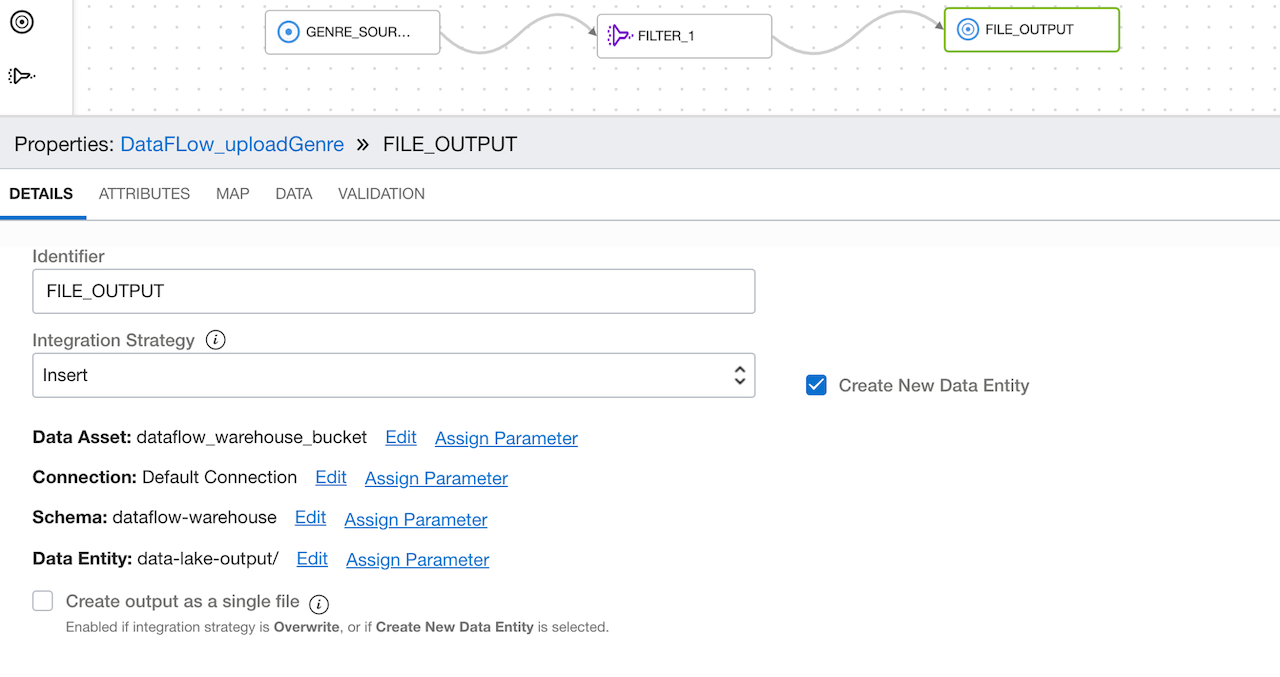 GENRE_SOUR...
FILTER_1
FILE_OUTPUT
Properties: DataFLow_uploadGenre » FILE_OUTPUT
DETAILS ATTRIBUTES MAP DATA VALIDATION
Identifier
FILE_OUTPUT
Integration Strategy i
Insert
Create New Data Entity
Data Asset: dataflow_warehouse_bucket Edit Assign Parameter
Connection: Default Connection Edit Assign Parameter
Schema: dataflow-warehouse Edit Assign Parameter
Data Entity: data-lake-output/ Edit Assign Parameter
Create output as a single file i
Enabled if integration strategy is Overwrite, or if Create New Data Entity is selected.